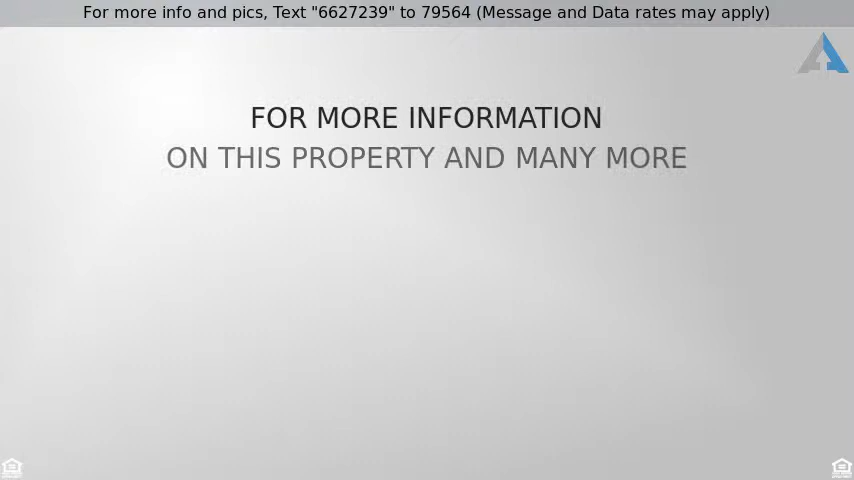 For more info and pics, Text "6627239" to 79564 (Message and Data rates may apply)
FOR MORE INFORMATION
ON THIS PROPERTY AND MANY MORE